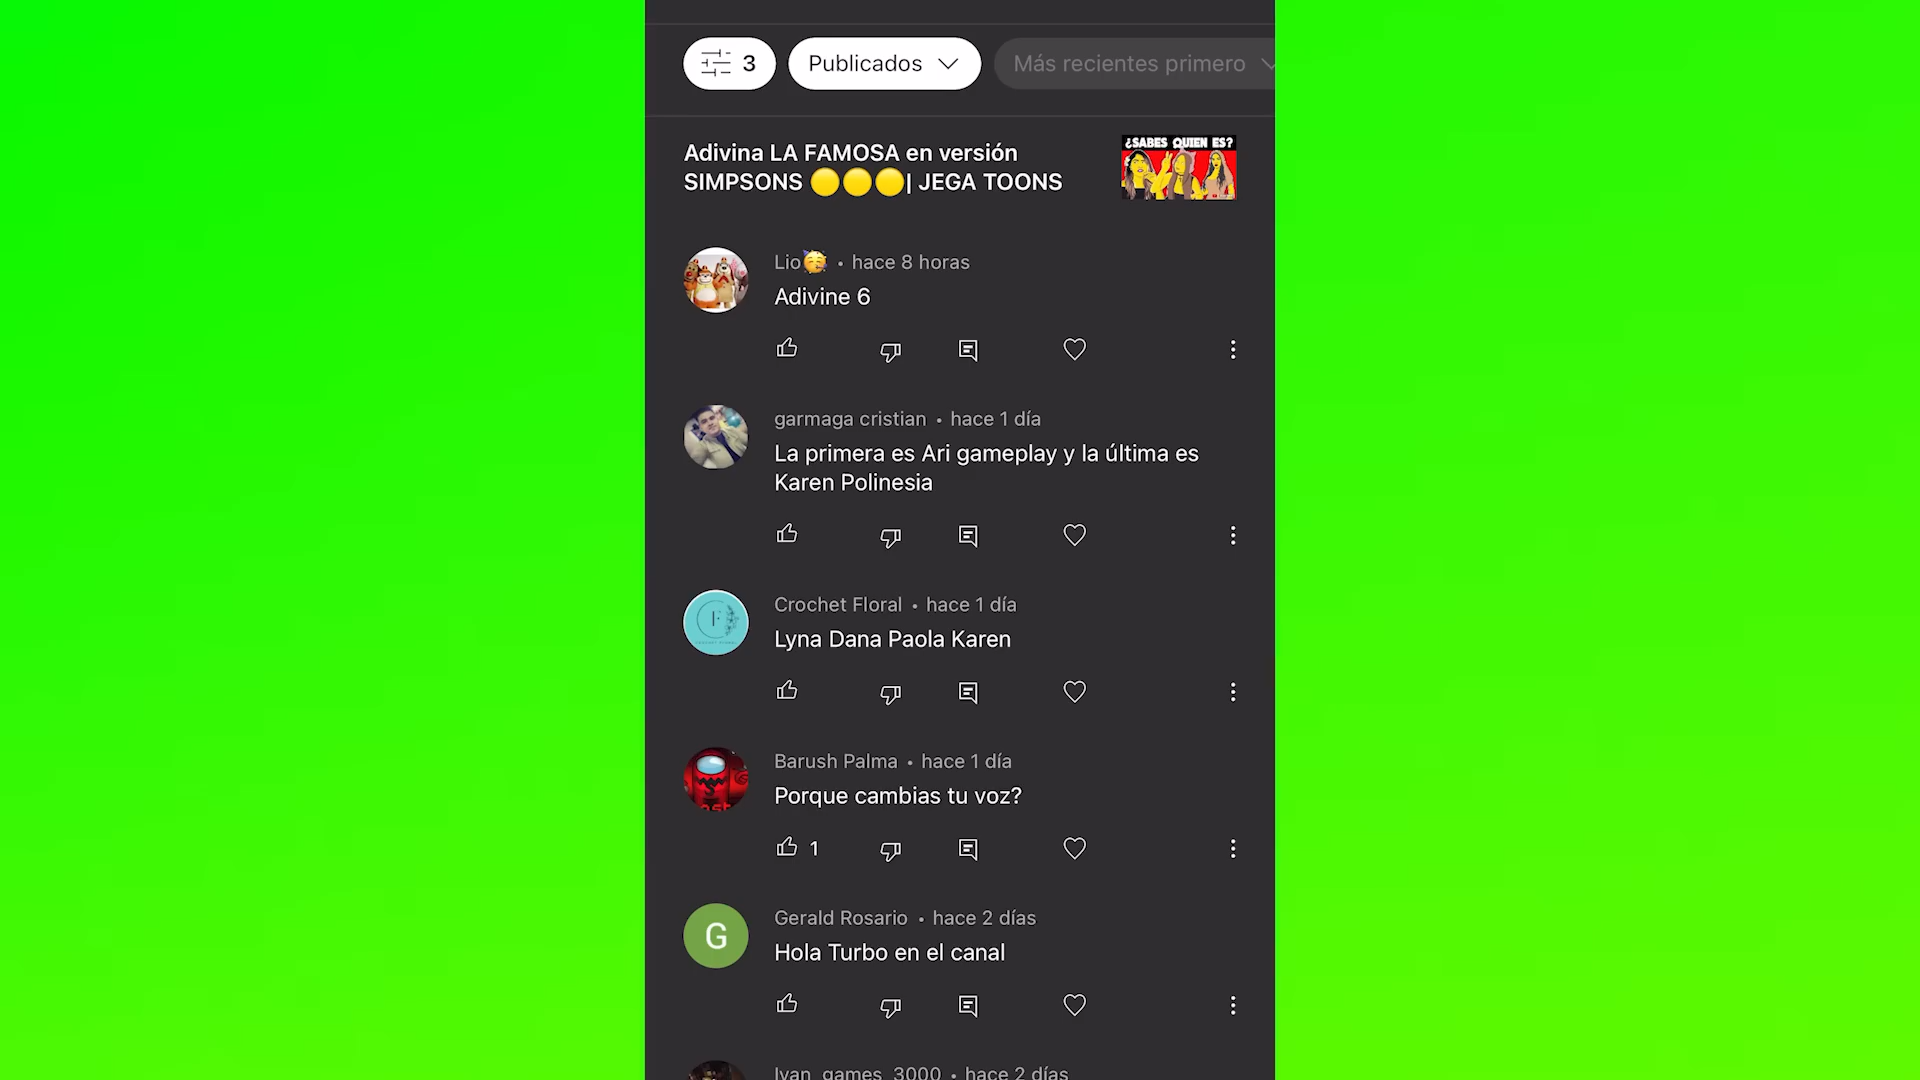 3 Publicados Más recientes primero
Adivina LA FAMOSA en versión
SIMPSONS 🟡🟡🟡| JEGA TOONS
¿SABES QUIEN ES?
Lio🥳 • hace 8 horas
Adivine 6
garmaga cristian • hace 1 día
La primera es Ari gameplay y la última es
Karen Polinesia
Crochet Floral • hace 1 día
Lyna Dana Paola Karen
Barush Palma • hace 1 día
Porque cambias tu voz?
1
G
Gerald Rosario • hace 2 días
Hola Turbo en el canal
Ivan_games_3000 • hace 2 días